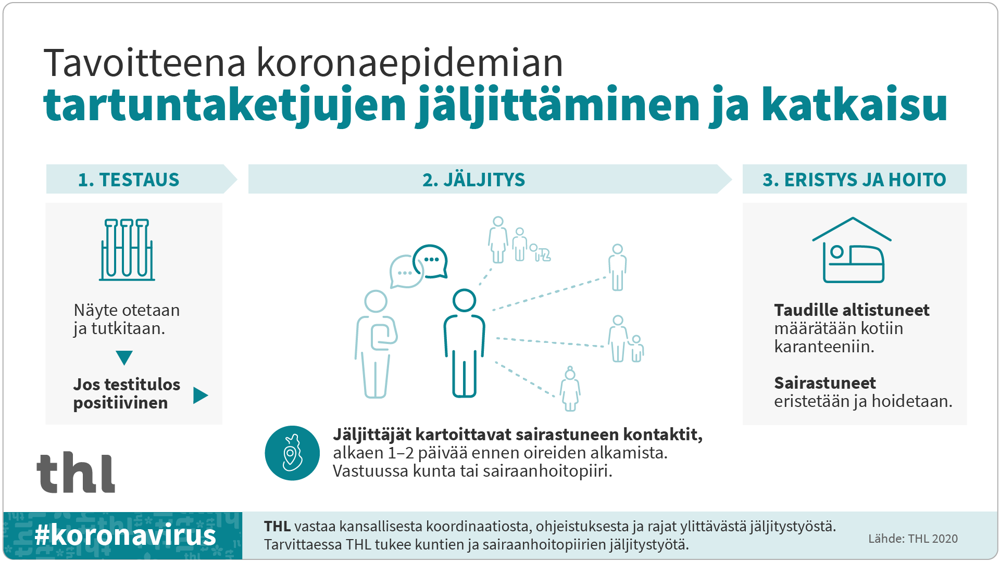 Tavoitteena koronaepidemian
tartuntaketjujen jäljittäminen ja katkaisu
1. TESTAUS
Näyte otetaan
ja tutkitaan.
Jos testitulos
positiivinen
2. JÄLJITYS
Jäljittäjät kartoittavat sairastuneen kontaktit,
alkaen 1–2 päivää ennen oireiden alkamista.
Vastuussa kunta tai sairaanhoitopiiri.
3. ERISTYS JA HOITO
Taudille altistuneet
määrätään kotiin
karanteeniin.
Sairastuneet
eristetään ja hoidetaan.
thl
#koronavirus
THL vastaa kansallisesta koordinaatiosta, ohjeistuksesta ja rajat ylittävästä jäljitystyöstä.
Tarvittaessa THL tukee kuntien ja sairaanhoitopiirien jäljitystyötä.
Lähde: THL 2020